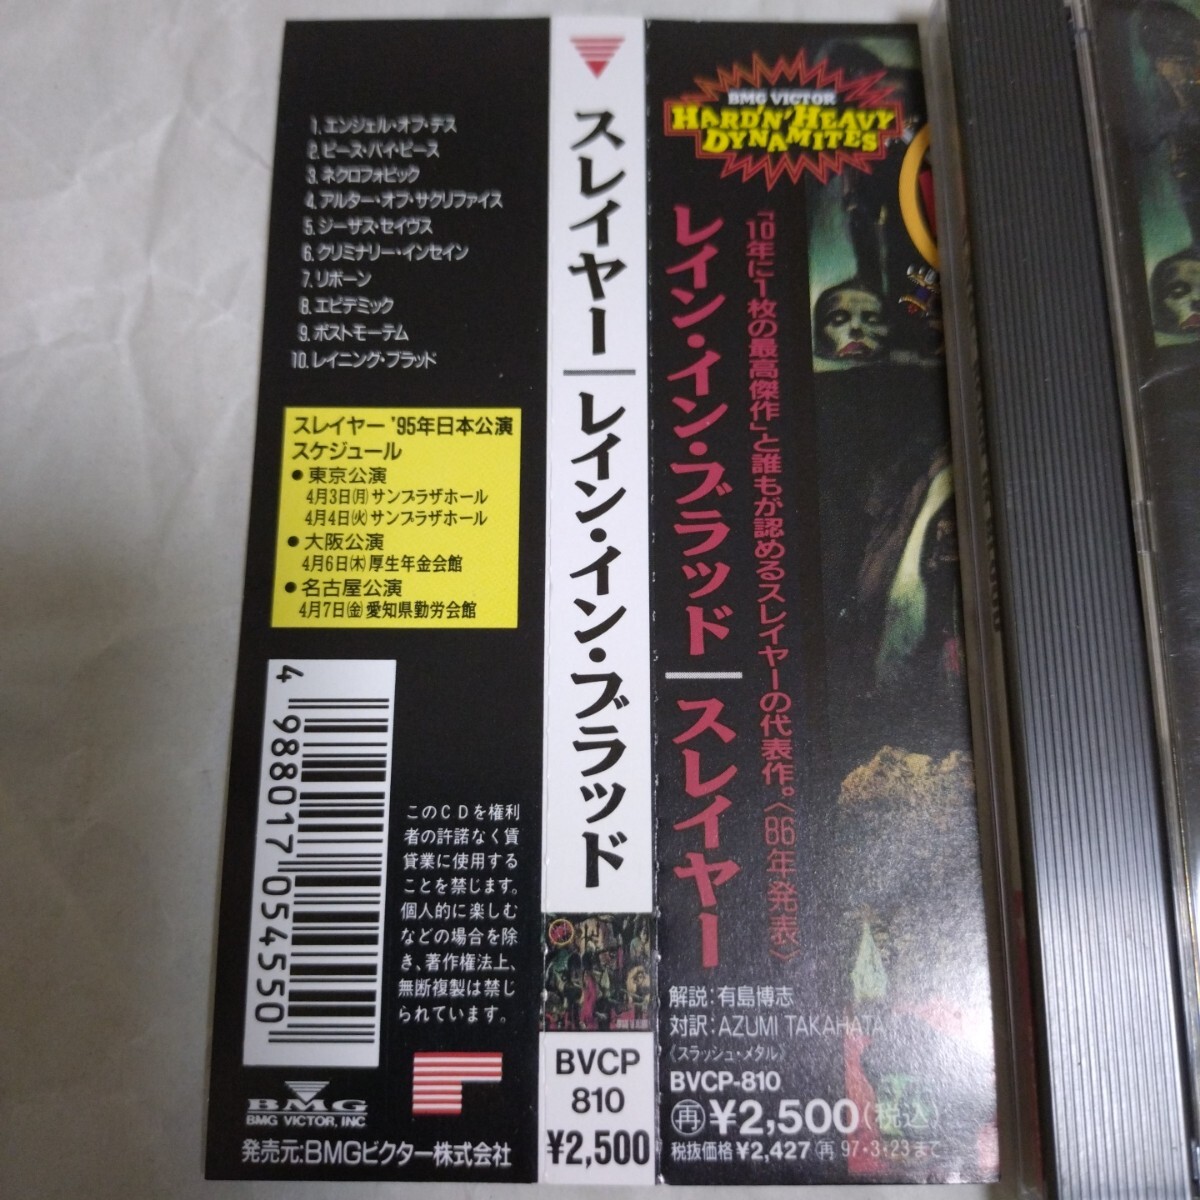 1. エンジェル・オブ・デス
2. ピース・バイ・ピース
3. ネクロフォビック
4. アルター・オブ・サクリファイス
5. ジーザス・セイヴス
6. クリミナリー・インセイン
7. リボーン
8. エピデミック
9. ポストモーテム
10. レイニング・ブラッド
スレイヤー '95年日本公演
スケジュール
●東京公演
4月3日(月)サンプラザホール
4月4日(火)サンプラザホール
●大阪公演
4月6日(木)厚生年金会館
●名古屋公演
4月7日(金)愛知県勤労会館
4 988017 054550
このCDを権利
者の許諾なく賃
貸業に使用する
ことを禁じます。
個人的に楽しむ
などの場合を除
き、著作権法上、
無断複製は禁じ
られています。
BMG
BMG VICTOR, INC.
発売元:BMGビクター株式会社
スレイヤー｜レイン・イン・ブラッド
BVCP
810
¥2,500
BMG VICTOR
HARD'N'HEAVY
DYNAMITES
「10年に1枚の最高傑作」と誰もが認めるスレイヤーの代表作。〈'86年発表〉
レイン・イン・ブラッド｜スレイヤー
解説:有島博志
対訳:AZUMI TAKAHATA
《スラッシュ・メタル》
BVCP-810
再¥2,500(税込)
税抜価格¥2,427 再 97・3・23まで